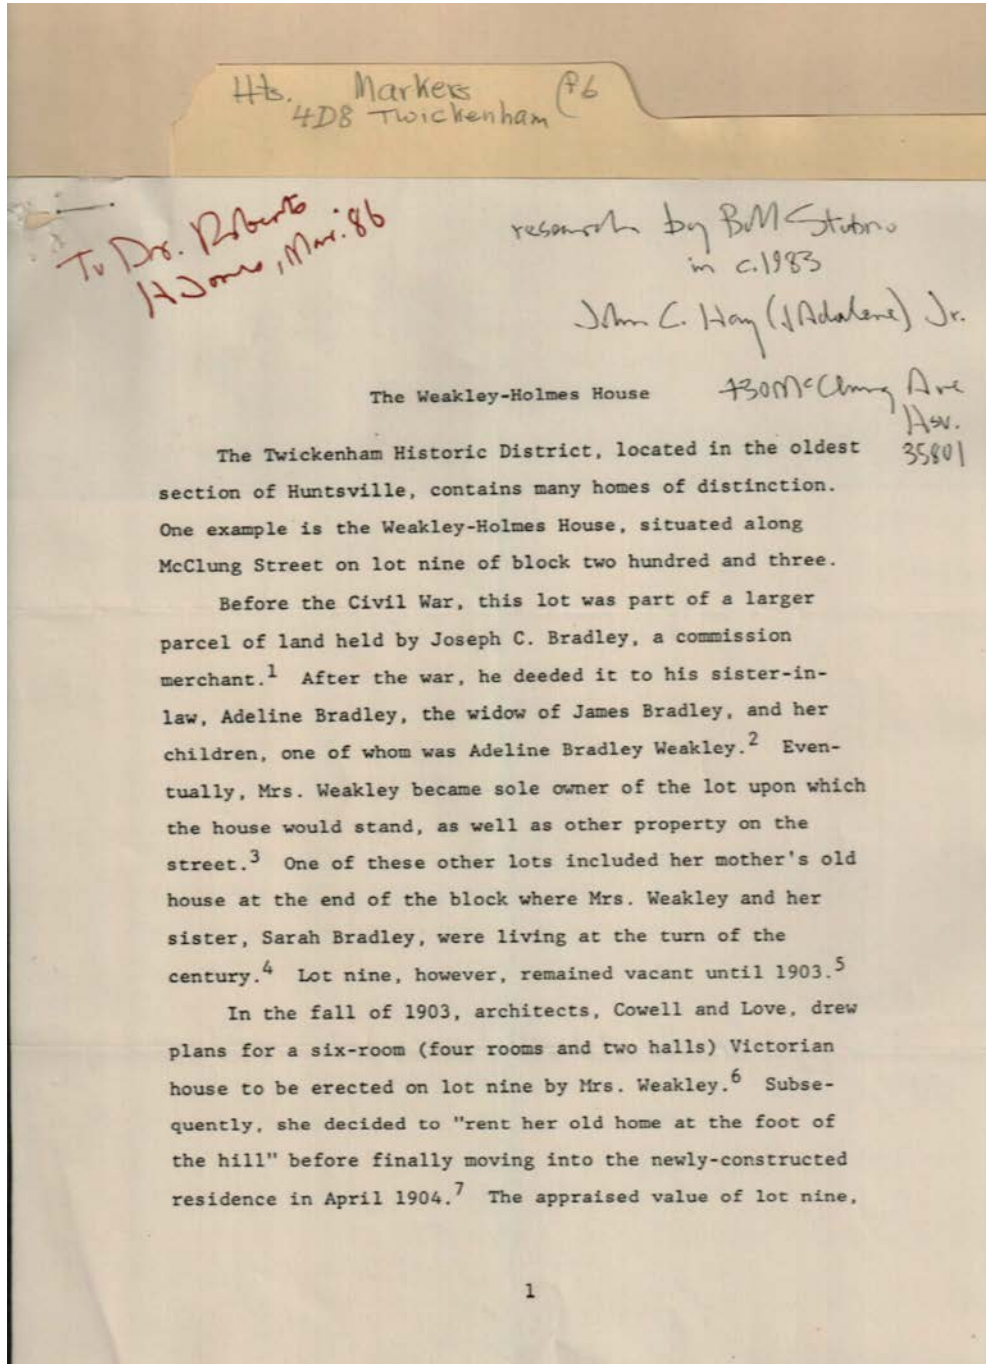 Hts. Markers
4D8 Twickenham
To Drs. Roberts
H Jones, Mar. '86
research by Bill Stubno
in c.1983
John C. Hay (& Adalene) Jr.
730 McClung Ave
Hsv.
35801
The Weakley-Holmes House
The Twickenham Historic District, located in the oldest
section of Huntsville, contains many homes of distinction.
One example is the Weakley-Holmes House, situated along
McClung Street on lot nine of block two hundred and three.
Before the Civil War, this lot was part of a larger
parcel of land held by Joseph C. Bradley, a commission
merchant.1 After the war, he deeded it to his sister-in-
law, Adeline Bradley, the widow of James Bradley, and her
children, one of whom was Adeline Bradley Weakley.2 Even-
tually, Mrs. Weakley became sole owner of the lot upon which
the house would stand, as well as other property on the
street.3 One of these other lots included her mother's old
house at the end of the block where Mrs. Weakley and her
sister, Sarah Bradley, were living at the turn of the
century.4 Lot nine, however, remained vacant until 1903.5
In the fall of 1903, architects, Cowell and Love, drew
plans for a six-room (four rooms and two halls) Victorian
house to be erected on lot nine by Mrs. Weakley.6 Subse-
quently, she decided to "rent her old home at the foot of
the hill" before finally moving into the newly-constructed
residence in April 1904.7 The appraised value of lot nine,
1